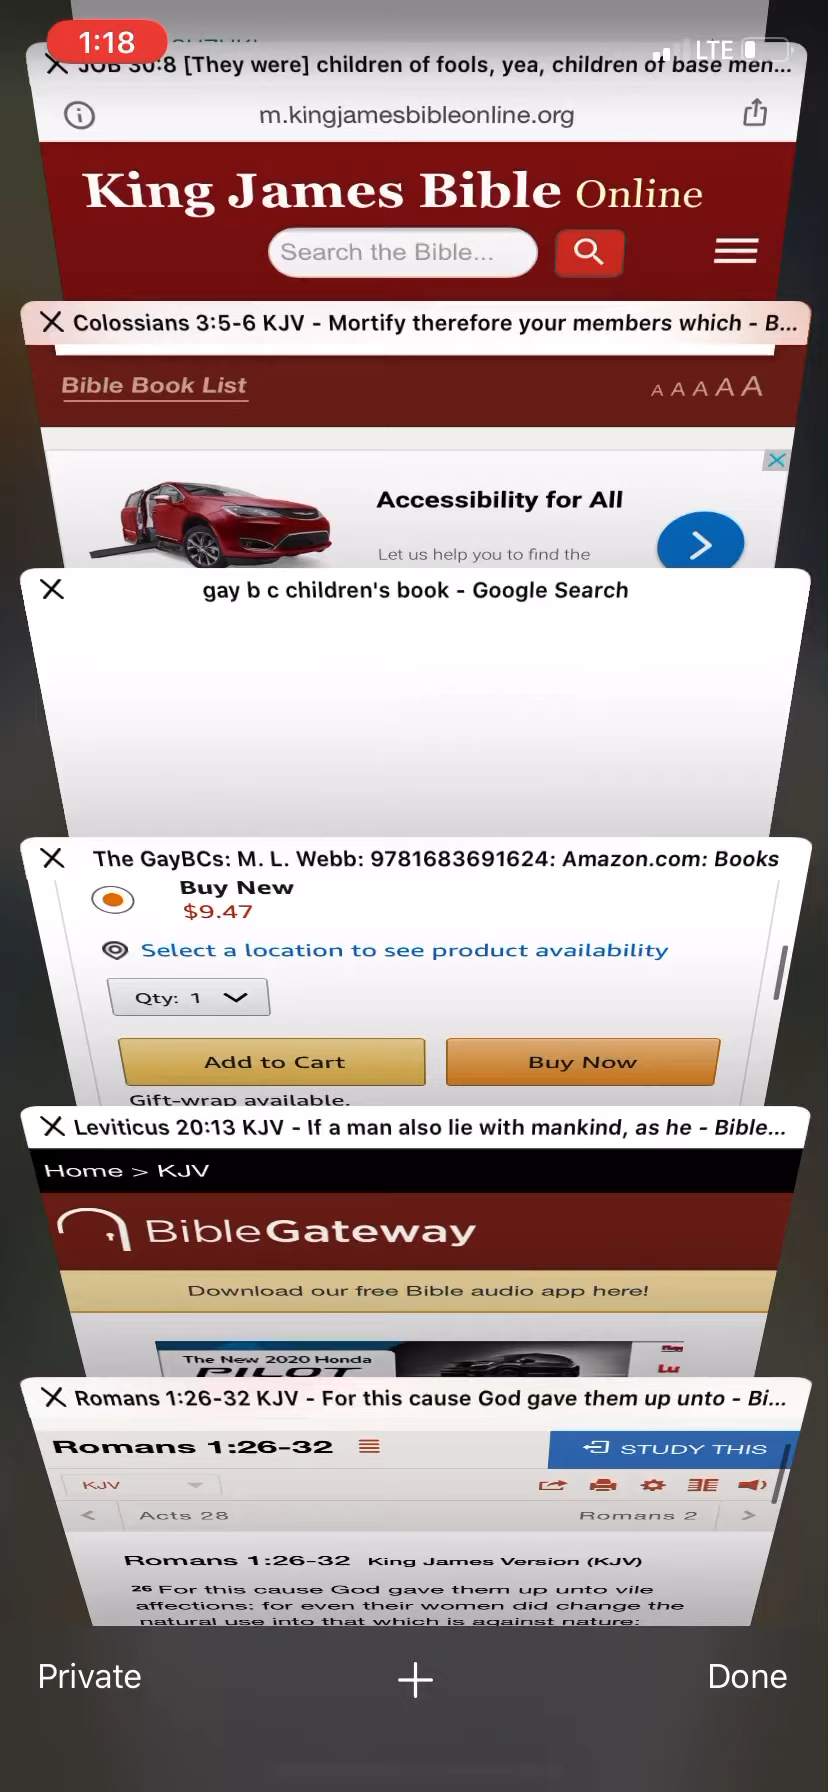 1:18
LTE
JOB 30:8 [They were] children of fools, yea, children of base men...
m.kingjamesbibleonline.org
King James Bible Online
Search the Bible...
Colossians 3:5-6 KJV - Mortify therefore your members which - B...
Bible Book List
A A A A A
Accessibility for All
Let us help you to find the
gay b c children's book - Google Search
The GayBCs: M. L. Webb: 9781683691624: Amazon.com: Books
Buy New
$9.47
Select a location to see product availability
Qty: 1
Add to Cart
Buy Now
Gift-wrap available.
Leviticus 20:13 KJV - If a man also lie with mankind, as he - Bible...
Home > KJV
BibleGateway
Download our free Bible audio app here!
The New 2020 Honda
PILOT
Lu
Romans 1:26-32 KJV - For this cause God gave them up unto - Bi...
Romans 1:26-32
STUDY THIS
KJV
< Acts 28
Romans 2 >
Romans 1:26-32 King James Version (KJV)
26 For this cause God gave them up unto vile
affections: for even their women did change the
natural use into that which is against nature:
Private
Done